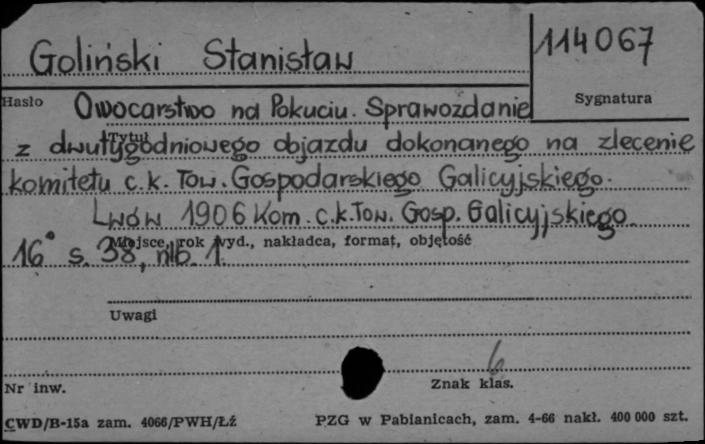 Goliński Stanisław
114067
Hasło
Sygnatura
Owocarstwo na Pokuciu. Sprawozdanie
Tytuł
z dwutygodniowego objazdu dokonanego na zlecenie
komitetu c.k. Tow. Gospodarskiego Galicyjskiego.
Lwów 1906 Kom. c.k. Tow. Gosp. Galicyjskiego
Miejsce, rok wyd., nakładca, format, objętość
16° s. 38, nlb. 1.
Uwagi
6
Nr inw.
Znak klas.
CWD/B-15a zam. 4066/PWH/Łź
PZG w Pabianicach, zam. 4-66 nakł. 400 000 szt.